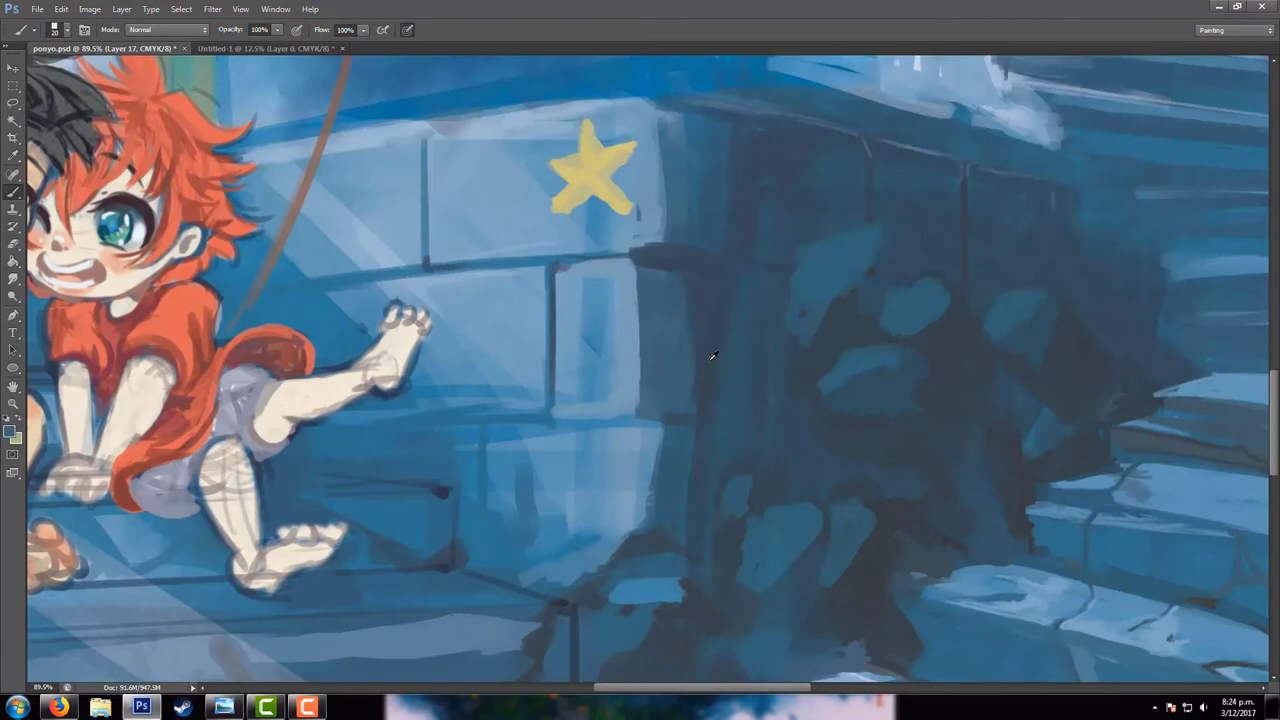 Ps File Edit Image Layer Type Select Filter View Window Help
20 Mode: Normal Opacity: 100% Flow: 100% Painting
ponyo.psd @ 89.5% (Layer 17, CMYK/8) * × Untitled-1 @ 12.5% (Layer 0, CMYK/8) * ×
T
89.5% Doc: 91.6M/947.5M
Ps C C
8:24 p.m.
3/12/2017